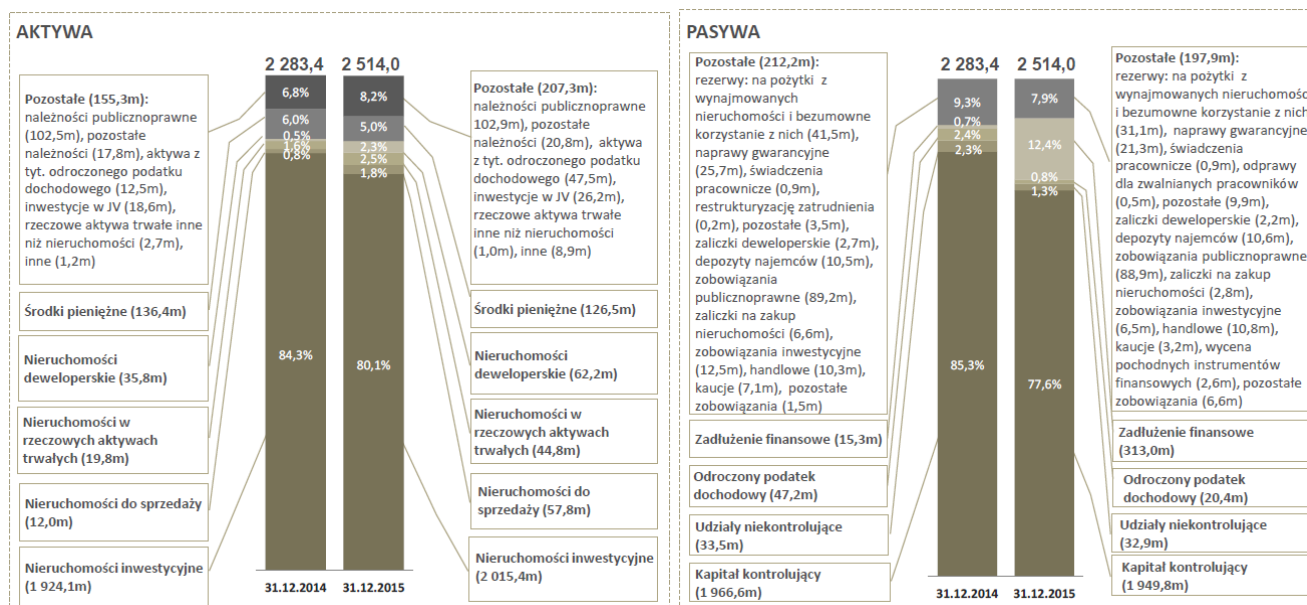 AKTYWA
2 283,4
2 514,0
Pozostałe (155,3m):
należności publicznoprawne
(102,5m), pozostałe
należności (17,8m), aktywa z
tyt. odroczonego podatku
dochodowego (12,5m),
inwestycje w JV (18,6m),
rzeczowe aktywa trwałe inne
niż nieruchomości (2,7m),
inne (1,2m)
Środki pieniężne (136,4m)
Nieruchomości
deweloperskie (35,8m)
Nieruchomości w
rzeczowych aktywach
trwałych (19,8m)
Nieruchomości do sprzedaży
(12,0m)
Nieruchomości inwestycyjne
(1 924,1m)
6,8%
6,0%
0,5%
1,6%
0,8%
84,3%
31.12.2014
8,2%
5,0%
2,3%
2,5%
1,8%
80,1%
31.12.2015
Pozostałe (207,3m):
należności publicznoprawne
102,9m), pozostałe
należności (20,8m), aktywa
z tyt. odroczonego podatku
dochodowego (47,5m),
inwestycje w JV (26,2m),
rzeczowe aktywa trwałe
inne niż nieruchomości
(1,0m), inne (8,9m)
Środki pieniężne (126,5m)
Nieruchomości
deweloperskie (62,2m)
Nieruchomości w
rzeczowych aktywach
trwałych (44,8m)
Nieruchomości do
sprzedaży (57,8m)
Nieruchomości inwestycyjne
(2 015,4m)
PASYWA
2 283,4
2 514,0
Pozostałe (212,2m):
rezerwy: na pożytki z
wynajmowanych
nieruchomości i bezumowne
korzystanie z nich (41,5m),
naprawy gwarancyjne
(25,7m), świadczenia
pracownicze (0,9m),
restrukturyzację zatrudnienia
(0,2m), pozostałe (3,5m),
zaliczki deweloperskie (2,7m),
depozyty najemców (10,5m),
zobowiązania
publicznoprawne (89,2m),
zaliczki na zakup
nieruchomości (6,6m),
zobowiązania inwestycyjne
(12,5m), handlowe (10,3m),
kaucje (7,1m), pozostałe
zobowiązania (1,5m)
Zadłużenie finansowe (15,3m)
Odroczony podatek
dochodowy (47,2m)
Udziały niekontrolujące
(33,5m)
Kapitał kontrolujący
(1 966,6m)
9,3%
0,7%
2,4%
2,3%
85,3%
31.12.2014
7,9%
12,4%
0,8%
1,3%
77,6%
31.12.2015
Pozostałe (197,9m):
rezerwy: na pożytki z
wynajmowanych nieruchomości
i bezumowne korzystanie z nich
(31,1m), naprawy gwarancyjne
(21,3m), świadczenia
pracownicze (0,9m), odprawy
dla zwalnianych pracowników
(0,5m), pozostałe (9,9m),
zaliczki deweloperskie (2,2m),
depozyty najemców (10,6m),
zobowiązania publicznoprawne
(88,9m), zaliczki na zakup
nieruchomości (2,8m),
zobowiązania inwestycyjne
(6,5m), handlowe (10,8m),
kaucje (3,2m), wycena
pochodnych instrumentów
finansowych (2,6m), pozostałe
zobowiązania (6,6m)
Zadłużenie finansowe
(313,0m)
Odroczony podatek
dochodowy (20,4m)
Udziały niekontrolujące
(32,9m)
Kapitał kontrolujący
(1 949,8m)